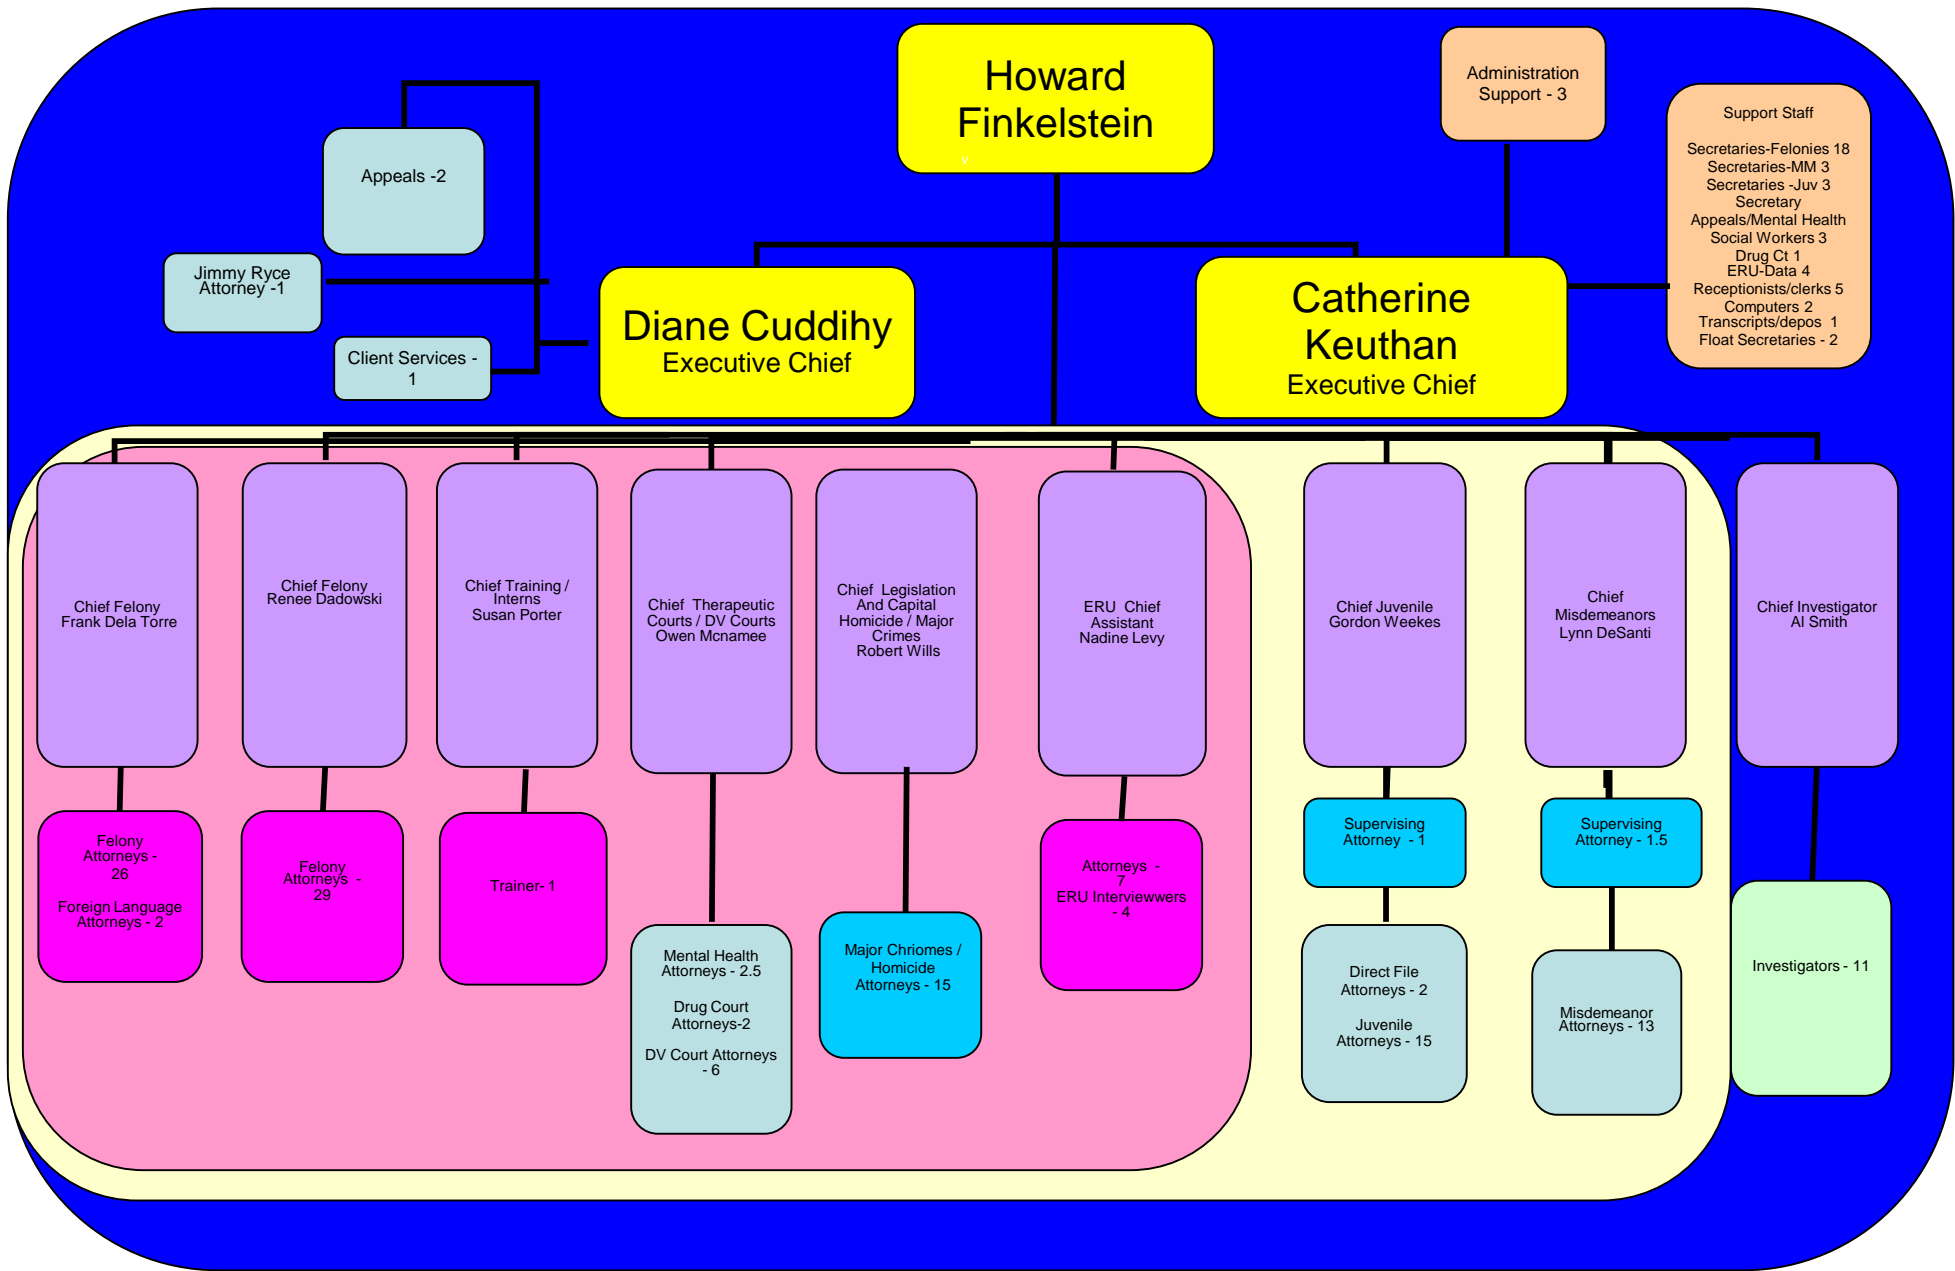 Howard
Finkelstein
v
Administration
Support - 3
Support Staff
Secretaries-Felonies 18
Secretaries-MM 3
Secretaries -Juv 3
Secretary
Appeals/Mental Health
Social Workers 3
Drug Ct 1
ERU-Data 4
Receptionists/clerks 5
Computers 2
Transcripts/depos  1
Float Secretaries - 2
Appeals -2
Jimmy Ryce
Attorney -1
Client Services -
1
Diane Cuddihy
Executive Chief
Catherine
Keuthan
Executive Chief
Chief Felony
Frank Dela Torre
Chief Felony
Renee Dadowski
Chief Training /
Interns
Susan Porter
Chief  Therapeutic
Courts / DV Courts
Owen Mcnamee
Chief  Legislation
And Capital
Homicide / Major
Crimes
Robert Wills
ERU  Chief
Assistant
Nadine Levy
Chief Juvenile
Gordon Weekes
Chief
Misdemeanors
Lynn DeSanti
Chief Investigator
Al Smith
Felony
Attorneys -
26
Foreign Language
Attorneys - 2
Felony
Attorneys  -
29
Trainer- 1
Mental Health
Attorneys - 2.5
Drug Court
Attorneys-2
DV Court Attorneys
- 6
Major Chriomes /
Homicide
Attorneys - 15
Attorneys  -
7
ERU Interviewwers
- 4
Supervising
Attorney  - 1
Direct File
Attorneys - 2
Juvenile
Attorneys - 15
Supervising
Attorney - 1.5
Misdemeanor
Attorneys - 13
Investigators - 11